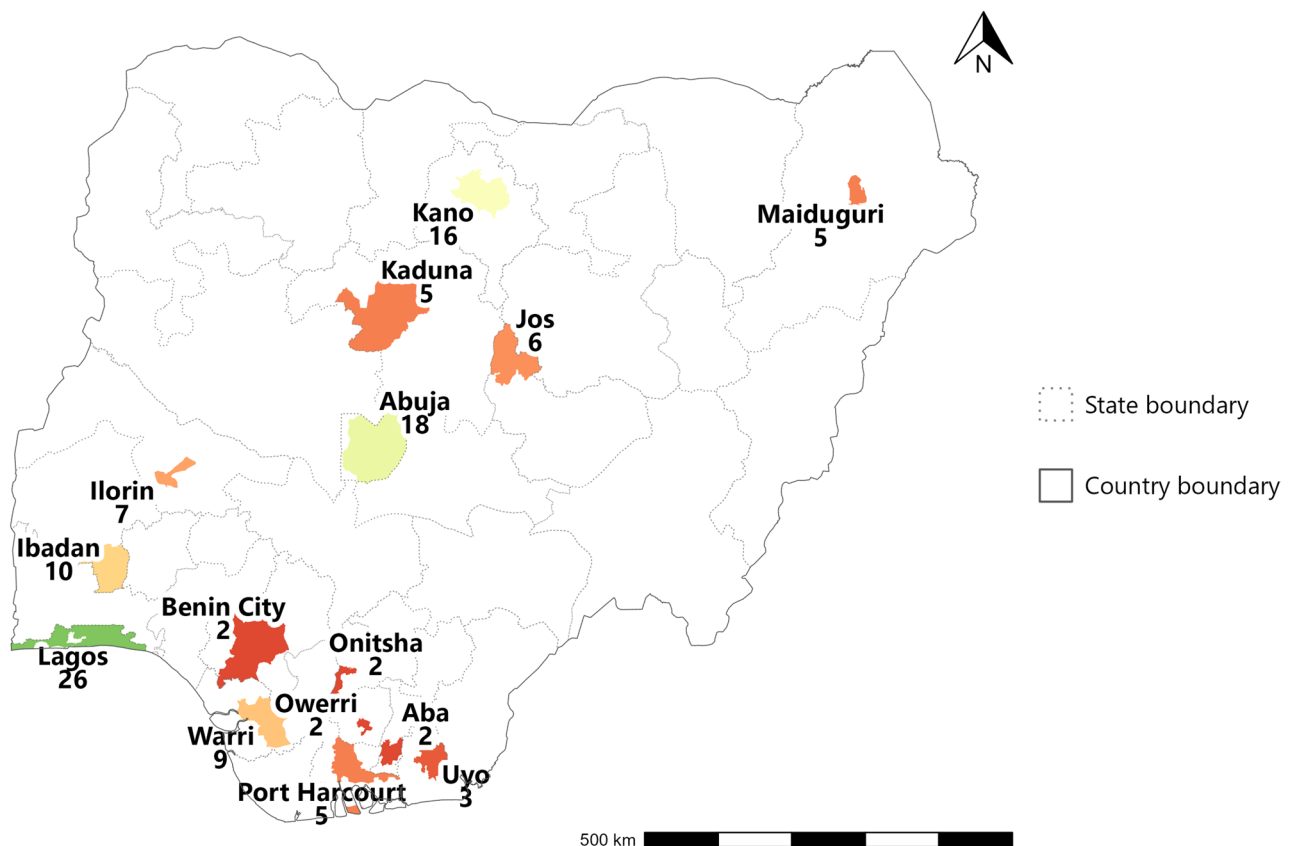 N
Kano
16
Maiduguri
5
Kaduna
5
Jos
6
Abuja
18
State boundary
Country boundary
Ilorin
7
Ibadan
10
Benin City
2
Onitsha
2
Lagos
26
Owerri
2
Aba
2
Warri
9
Uyo
3
Port Harcourt
5
500 km